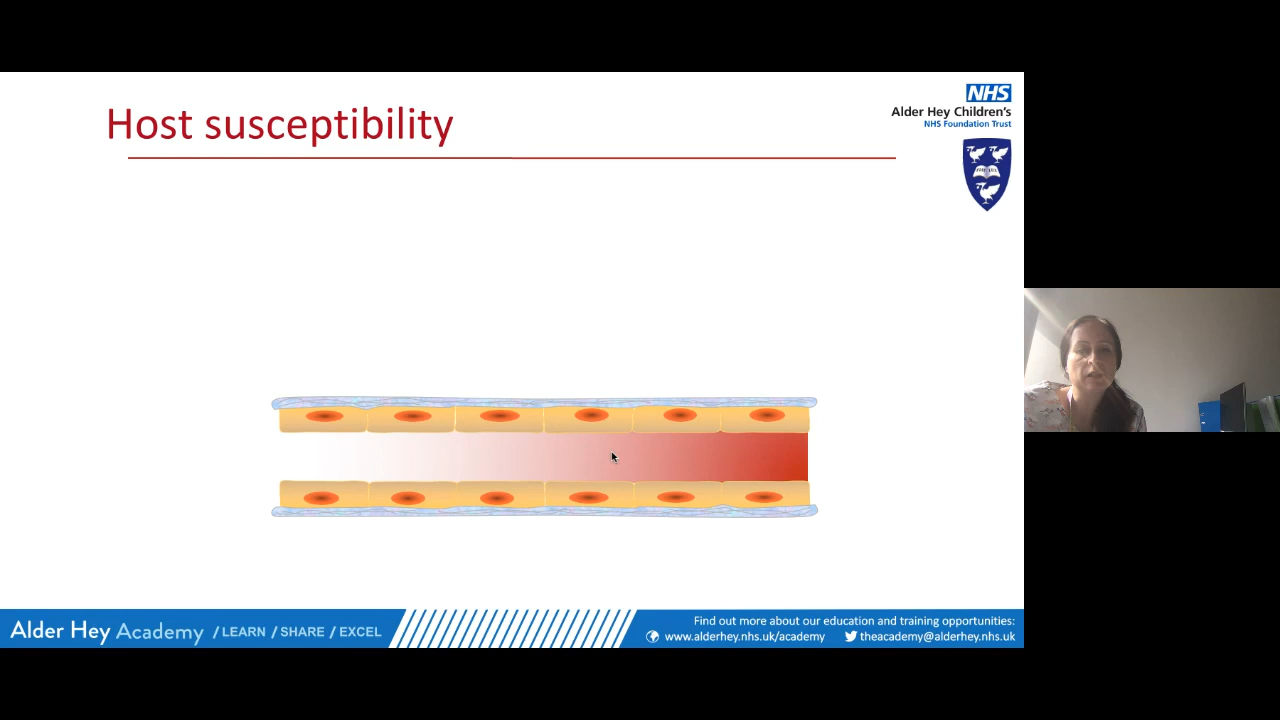 Host susceptibility
NHS
Alder Hey Children's
NHS Foundation Trust
Alder Hey Academy / LEARN / SHARE / EXCEL
Find out more about our education and training opportunities:
www.alderhey.nhs.uk/academy theacademy@alderhey.nhs.uk